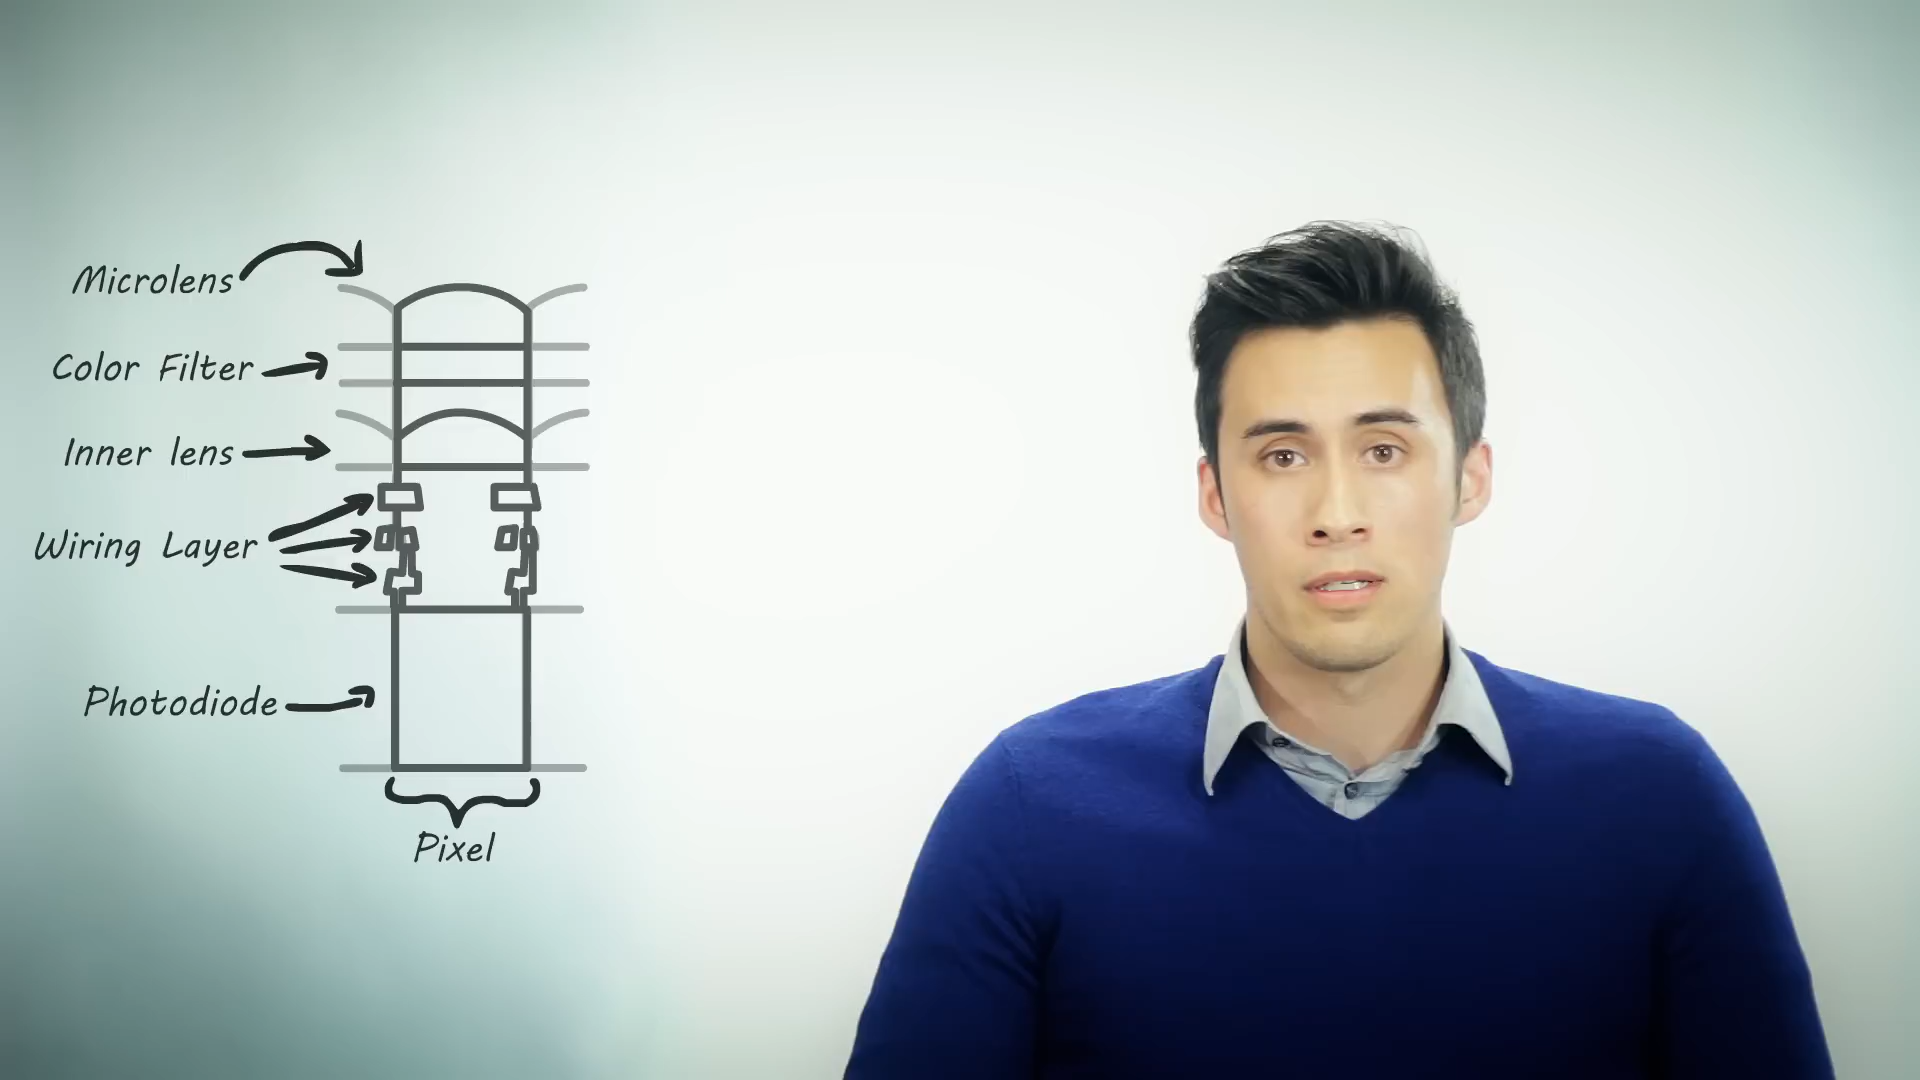 Microlens
Color Filter
Inner lens
Wiring Layer
Photodiode
Pixel